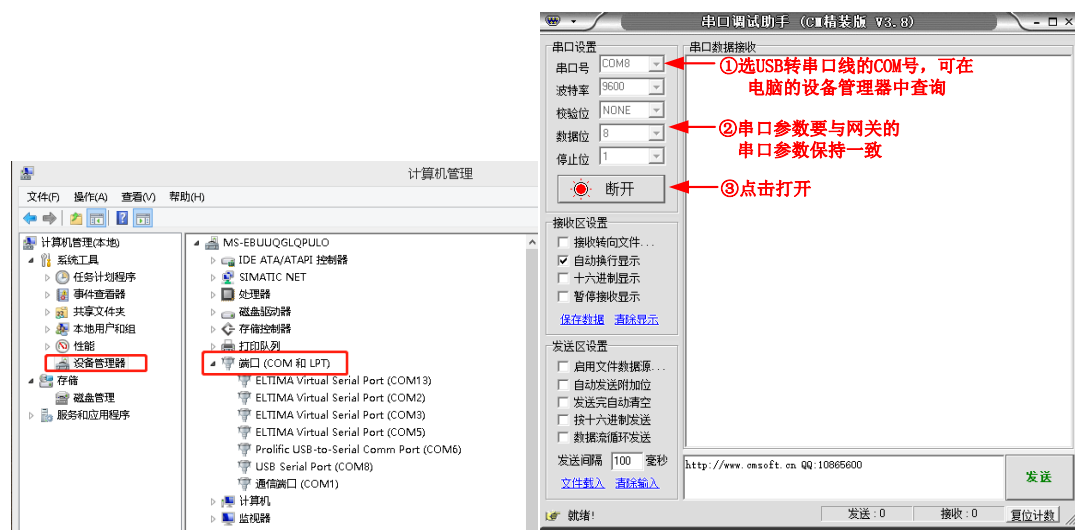 计算机管理
文件(F) 操作(A) 查看(V) 帮助(H)
计算机管理(本地)
系统工具
任务计划程序
事件查看器
共享文件夹
本地用户和组
性能
设备管理器
存储
磁盘管理
服务和应用程序
MS-EBUUQGLQPULO
IDE ATA/ATAPI 控制器
SIMATIC NET
处理器
磁盘驱动器
存储控制器
打印队列
端口 (COM 和 LPT)
ELTIMA Virtual Serial Port (COM13)
ELTIMA Virtual Serial Port (COM2)
ELTIMA Virtual Serial Port (COM3)
ELTIMA Virtual Serial Port (COM5)
Prolific USB-to-Serial Comm Port (COM6)
USB Serial Port (COM8)
通信端口 (COM1)
计算机
监视器
串口调试助手 (CM精装版 V3.8)
串口设置
串口号 COM8
波特率 9600
校验位 NONE
数据位 8
停止位 1
断开
接收区设置
接收转向文件...
自动换行显示
十六进制显示
暂停接收显示
保存数据 清除显示
发送区设置
启用文件数据源...
自动发送附加位
发送完自动清空
按十六进制发送
数据流循环发送
发送间隔 100 毫秒
文件载入 清除输入
串口数据接收
①选USB转串口线的COM号，可在
电脑的设备管理器中查询
②串口参数要与网关的
串口参数保持一致
③点击打开
http://www.cmsoft.cn QQ:10865600
发送
就绪!
发送:0
接收:0
复位计数